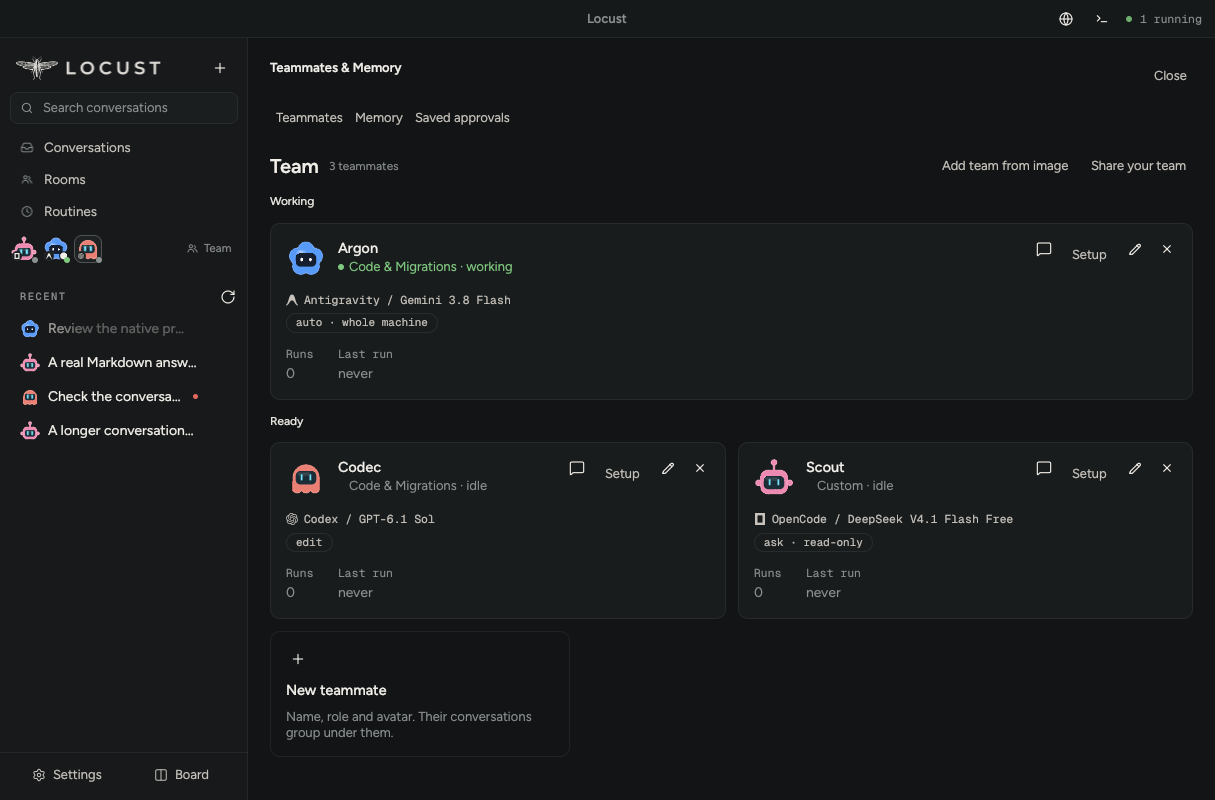 Locust
1 running
LOCUST
Search conversations
Conversations
Rooms
Routines
Team
RECENT
Review the native pr...
A real Markdown answ...
Check the conversa...
A longer conversation...
Settings
Board
Teammates & Memory
Close
Teammates Memory Saved approvals
Team 3 teammates
Add team from image Share your team
Working
Argon
Code & Migrations · working
Setup
Antigravity / Gemini 3.8 Flash
auto · whole machine
Runs Last run
0 never
Ready
Codec
Code & Migrations · idle
Setup
Codex / GPT-6.1 Sol
edit
Runs Last run
0 never
Scout
Custom · idle
Setup
OpenCode / DeepSeek V4.1 Flash Free
ask · read-only
Runs Last run
0 never
New teammate
Name, role and avatar. Their conversations
group under them.